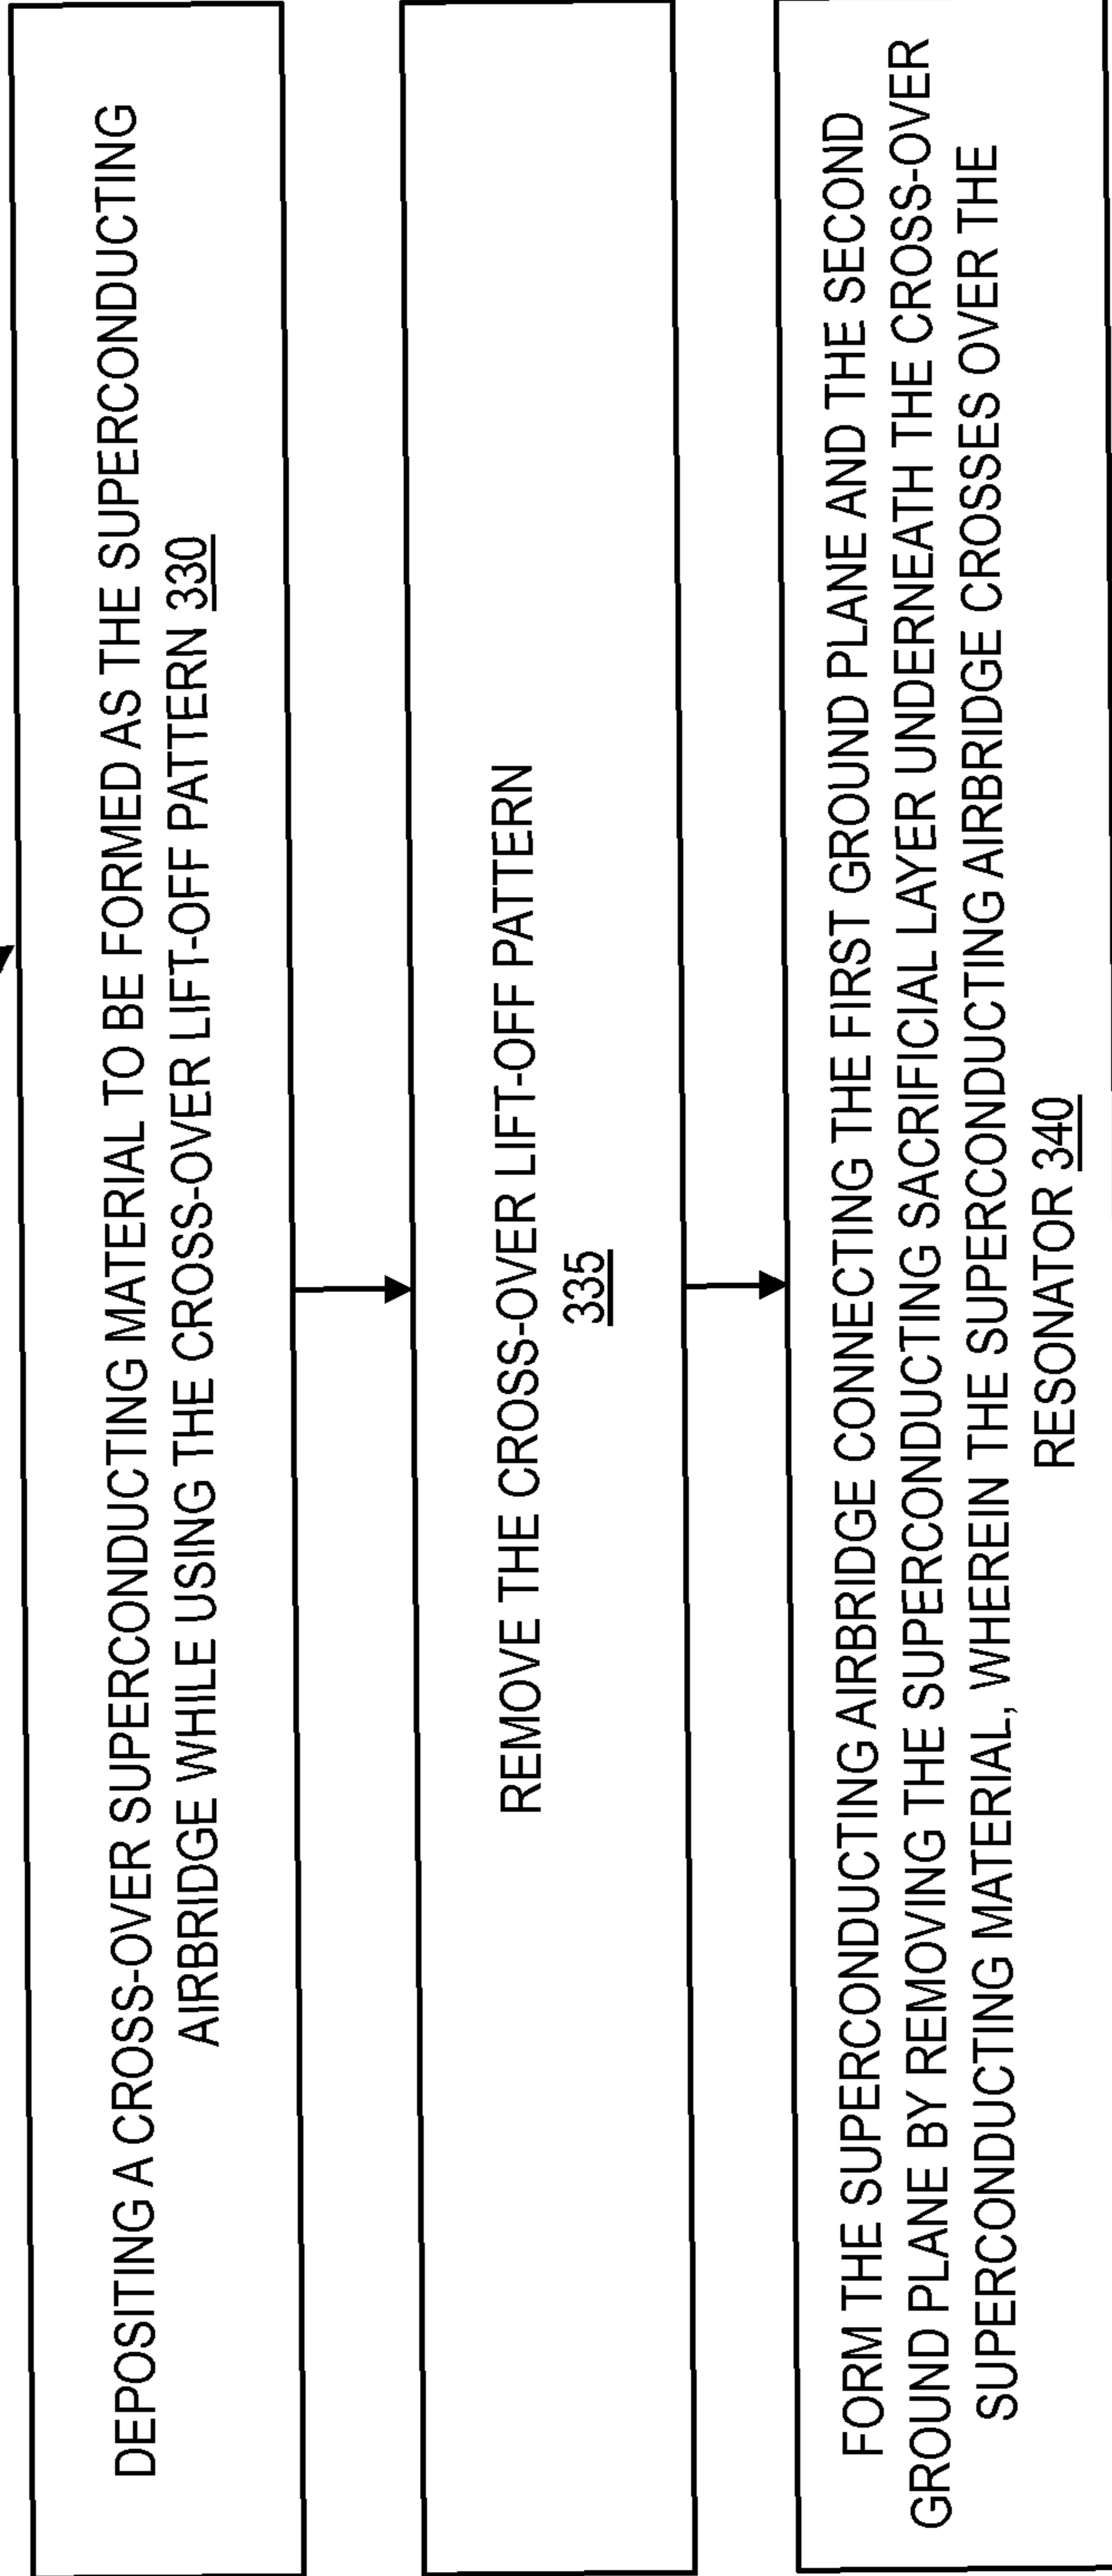 DEPOSITING A CROSS-OVER SUPERCONDUCTING MATERIAL TO BE FORMED AS THE SUPERCONDUCTING
AIRBRIDGE WHILE USING THE CROSS-OVER LIFT-OFF PATTERN 330
REMOVE THE CROSS-OVER LIFT-OFF PATTERN
335
FORM THE SUPERCONDUCTING AIRBRIDGE CONNECTING THE FIRST GROUND PLANE AND THE SECOND
GROUND PLANE BY REMOVING THE SUPERCONDUCTING SACRIFICIAL LAYER UNDERNEATH THE CROSS-OVER
SUPERCONDUCTING MATERIAL, WHEREIN THE SUPERCONDUCTING AIRBRIDGE CROSSES OVER THE
RESONATOR 340